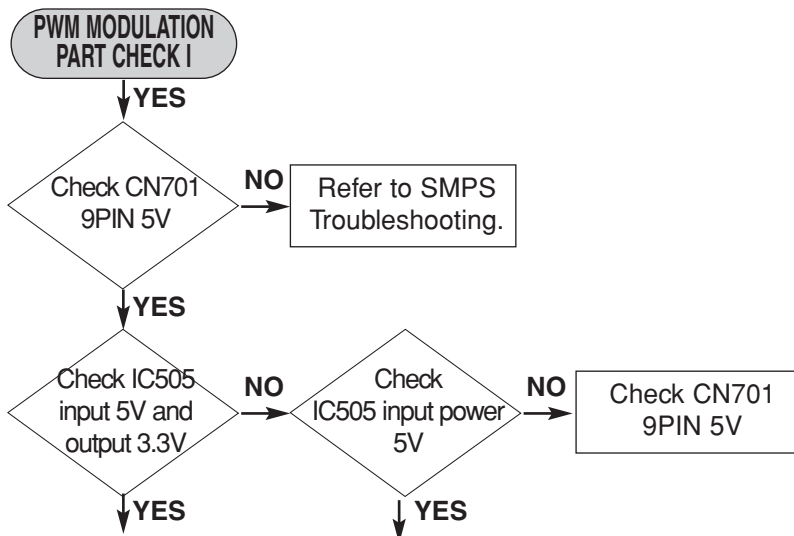 PWM MODULATION
PART CHECK I
YES
Check CN701
9PIN 5V
NO
Refer to SMPS
Troubleshooting.
YES
Check IC505
input 5V and
output 3.3V
NO
Check
IC505 input power
5V
NO
Check CN701
9PIN 5V
YES
YES